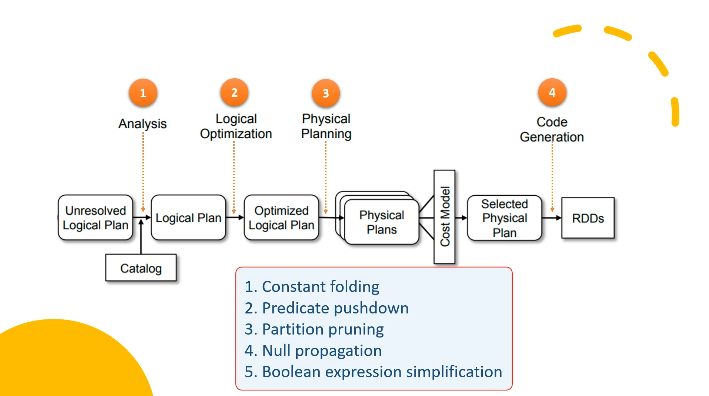 1
2
3
4
Analysis
Logical
Optimization
Physical
Planning
Code
Generation
Unresolved
Logical Plan
Logical Plan
Optimized
Logical Plan
Physical
Plans
Cost Model
Selected
Physical
Plan
RDDs
Catalog
1. Constant folding
2. Predicate pushdown
3. Partition pruning
4. Null propagation
5. Boolean expression simplification